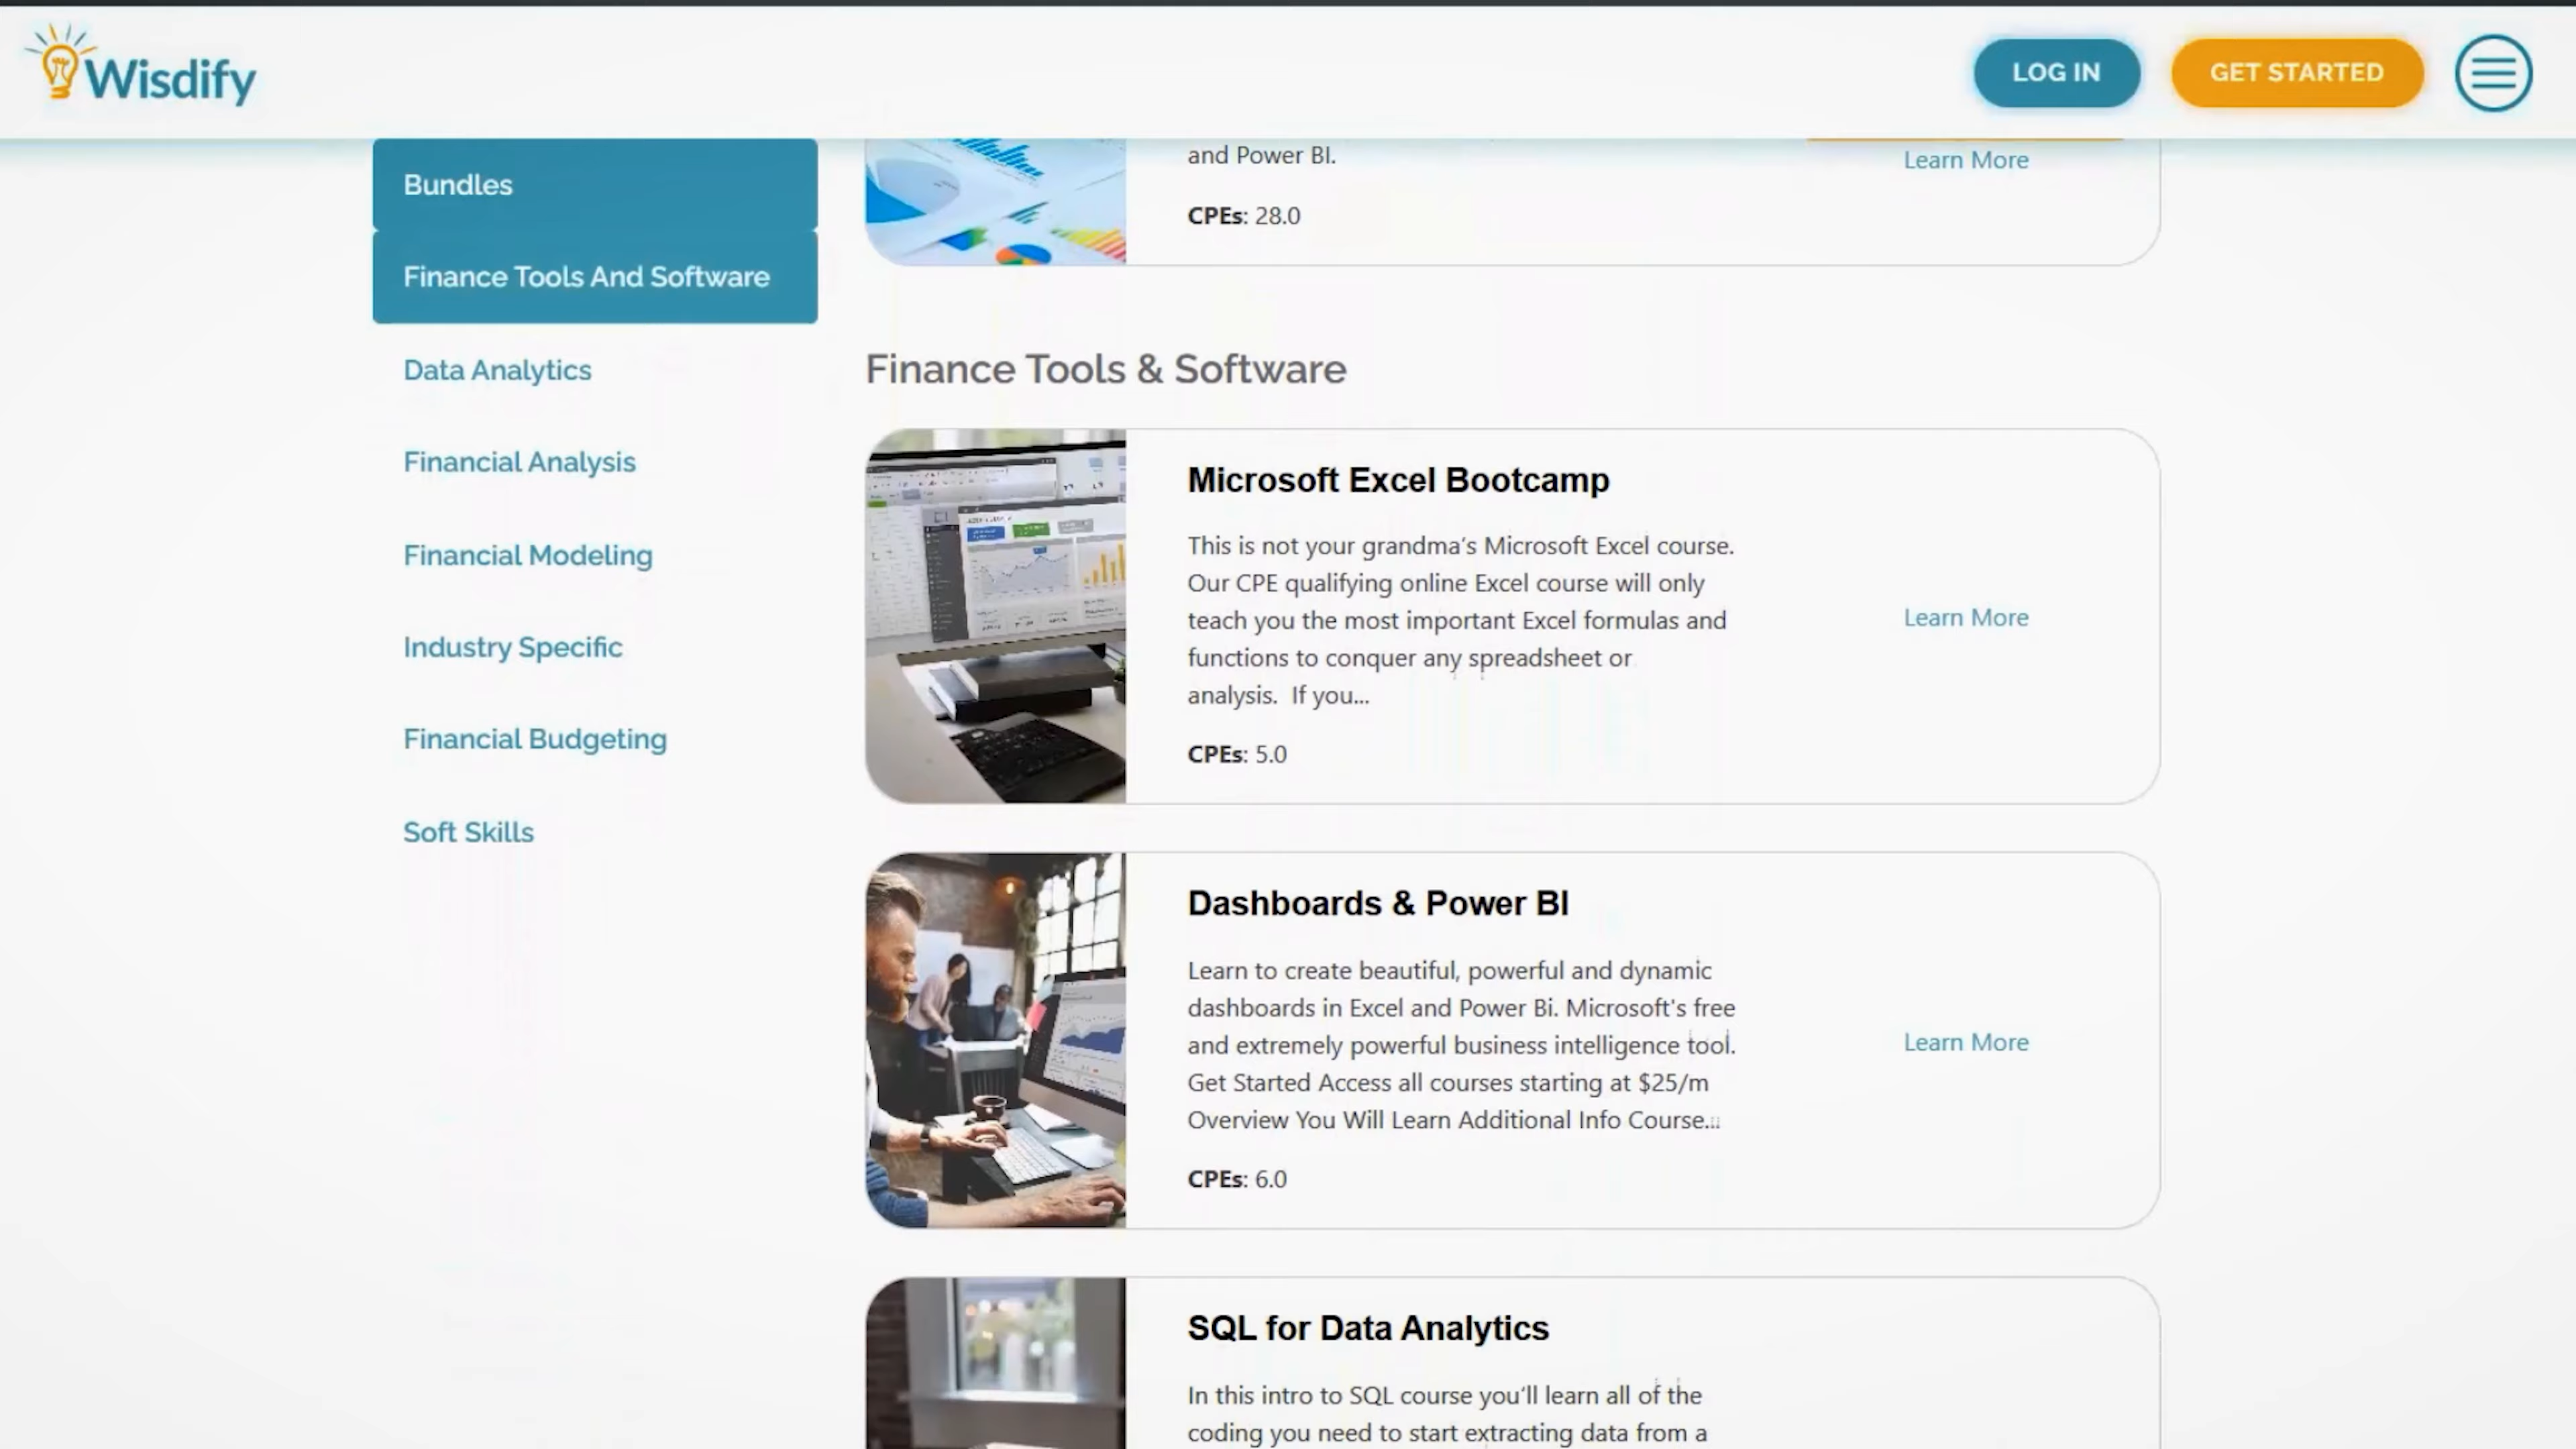 Wisdify
LOG IN
GET STARTED
Bundles
Finance Tools And Software
Data Analytics
Financial Analysis
Financial Modeling
Industry Specific
Financial Budgeting
Soft Skills
and Power BI.
CPEs: 28.0
Learn More
Finance Tools & Software
Microsoft Excel Bootcamp
This is not your grandma's Microsoft Excel course.
Our CPE qualifying online Excel course will only
teach you the most important Excel formulas and
functions to conquer any spreadsheet or
analysis.  If you...
CPEs: 5.0
Learn More
Dashboards & Power BI
Learn to create beautiful, powerful and dynamic
dashboards in Excel and Power Bi. Microsoft's free
and extremely powerful business intelligence tool.
Get Started Access all courses starting at $25/m
Overview You Will Learn Additional Info Course...
CPEs: 6.0
Learn More
SQL for Data Analytics
In this intro to SQL course you'll learn all of the
coding you need to start extracting data from a